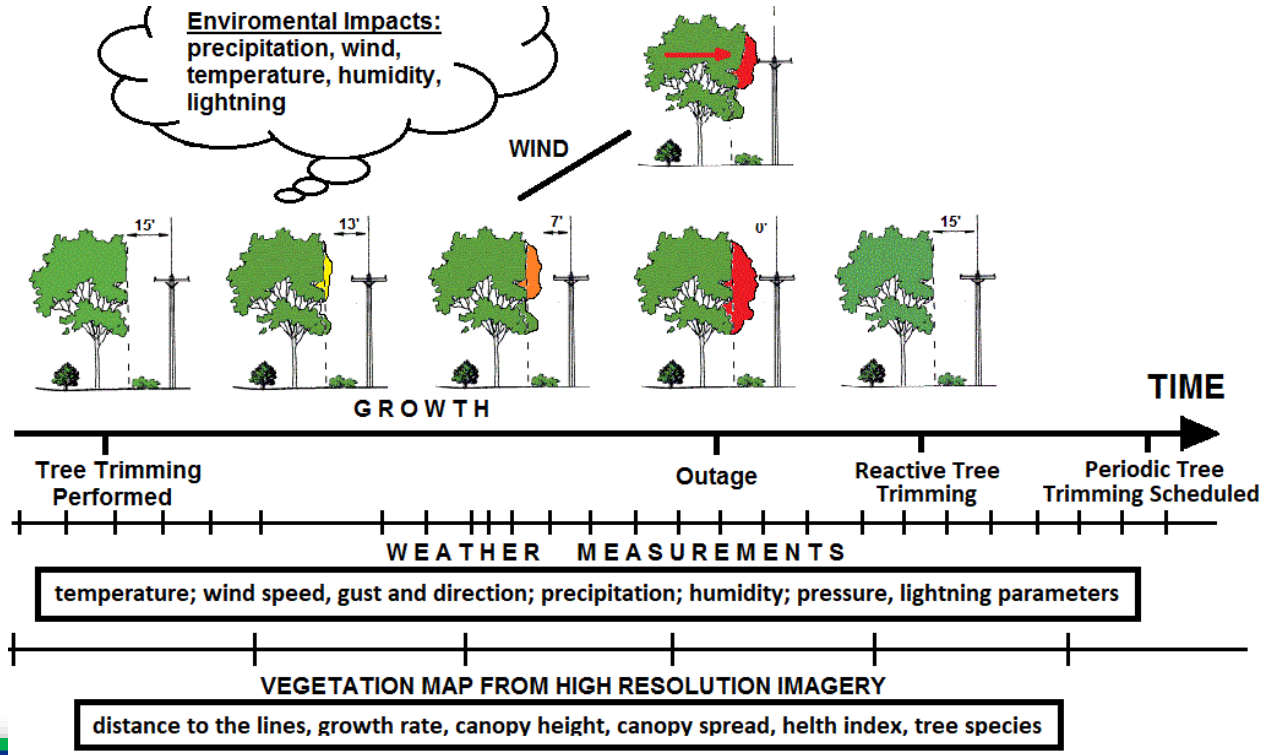 Enviromental Impacts:
precipitation, wind,
temperature, humidity,
lightning
WIND
15'
13'
7'
0'
15'
GROWTH
TIME
Tree Trimming
Performed
Outage
Reactive Tree
Trimming
Periodic Tree
Trimming Scheduled
WEATHER MEASUREMENTS
temperature; wind speed, gust and direction; precipitation; humidity; pressure, lightning parameters
VEGETATION MAP FROM HIGH RESOLUTION IMAGERY
distance to the lines, growth rate, canopy height, canopy spread, helth index, tree species